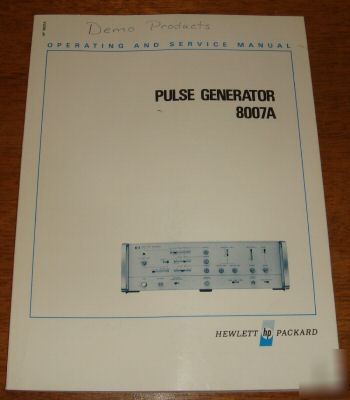 Demo Products
OPERATING AND SERVICE MANUAL
PULSE GENERATOR
8007A
HEWLETT hp PACKARD